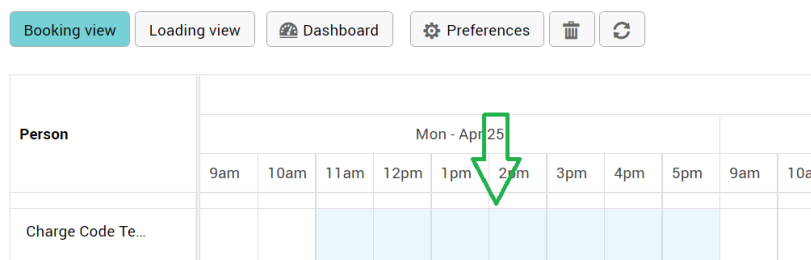 Booking view Loading view Dashboard Preferences
Person
Mon - Apr 25
9am 10am 11am 12pm 1pm 2pm 3pm 4pm 5pm 9am 10a
Charge Code Te...